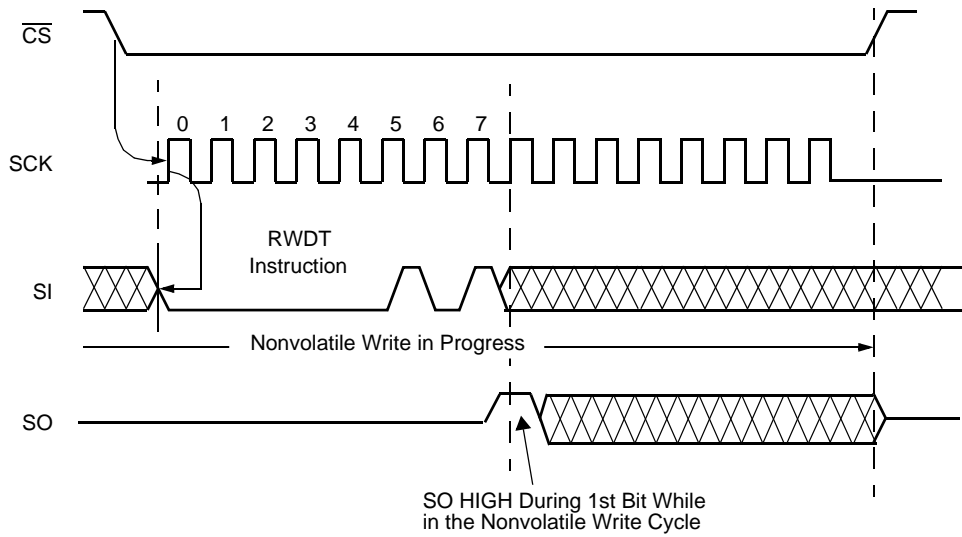 CS
0 1 2 3 4 5 6 7
SCK
RWDT
Instruction
SI
Nonvolatile Write in Progress
SO
SO HIGH During 1st Bit While
in the Nonvolatile Write Cycle